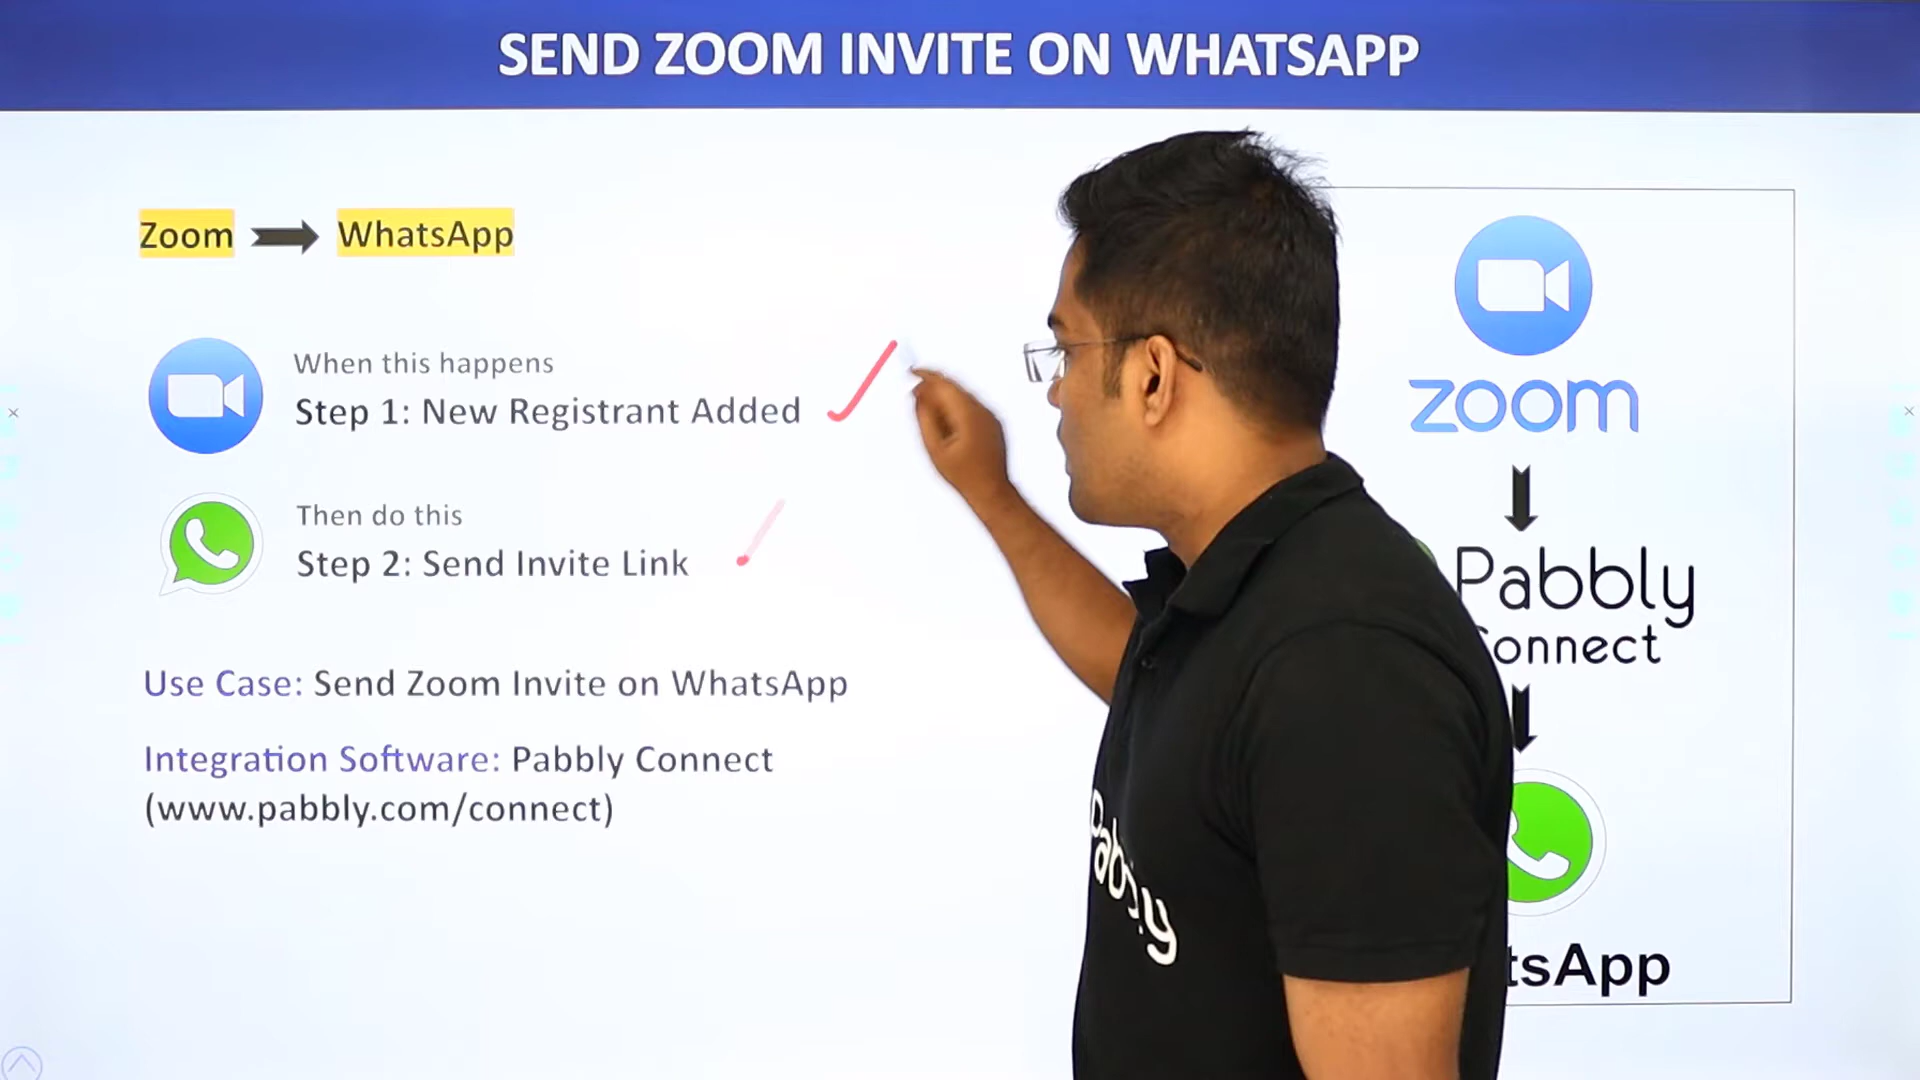 SEND ZOOM INVITE ON WHATSAPP
Zoom
WhatsApp
When this happens
Step 1: New Registrant Added
Then do this
Step 2: Send Invite Link
Use Case: Send Zoom Invite on WhatsApp
Integration Software: Pabbly Connect
(www.pabbly.com/connect)
zoom
Pabbly
onnect
tsApp
Pabbly